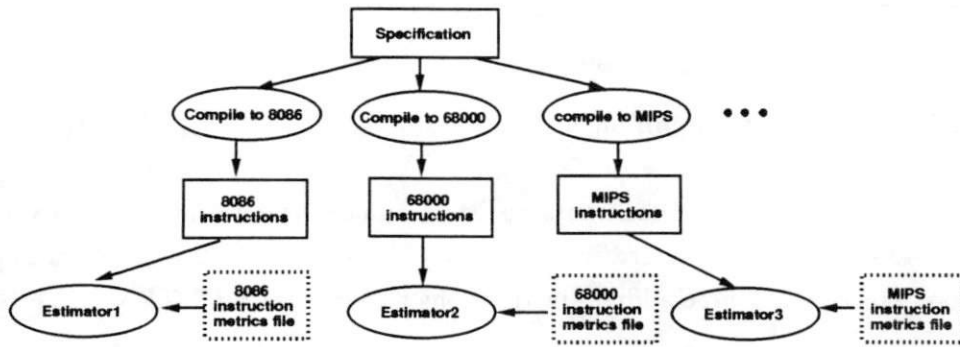 Specification
Compile to 8086
Compile to 68000
compile to MIPS
8086
instructions
68000
instructions
MIPS
instructions
Estimator1
8086
instruction
metrics file
Estimator2
68000
instruction
metrics file
Estimator3
MIPS
instruction
metrics file